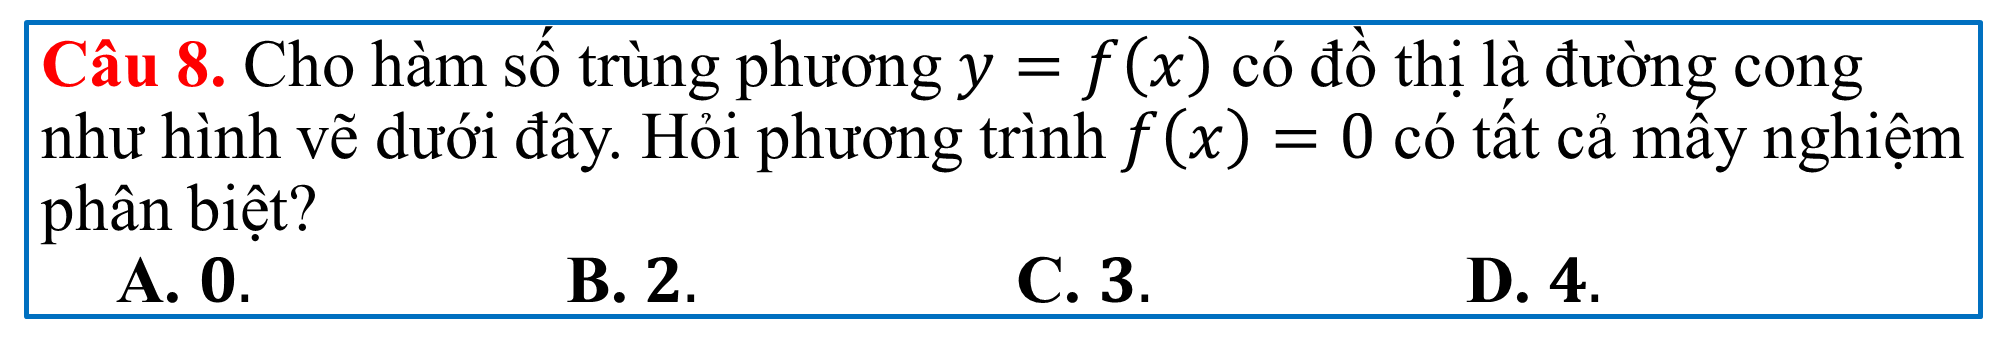 Câu 8. Cho hàm số trùng phương y = f(x) có đồ thị là đường cong
như hình vẽ dưới đây. Hỏi phương trình f(x) = 0 có tất cả mấy nghiệm
phân biệt?
A. 0. B. 2. C. 3. D. 4.